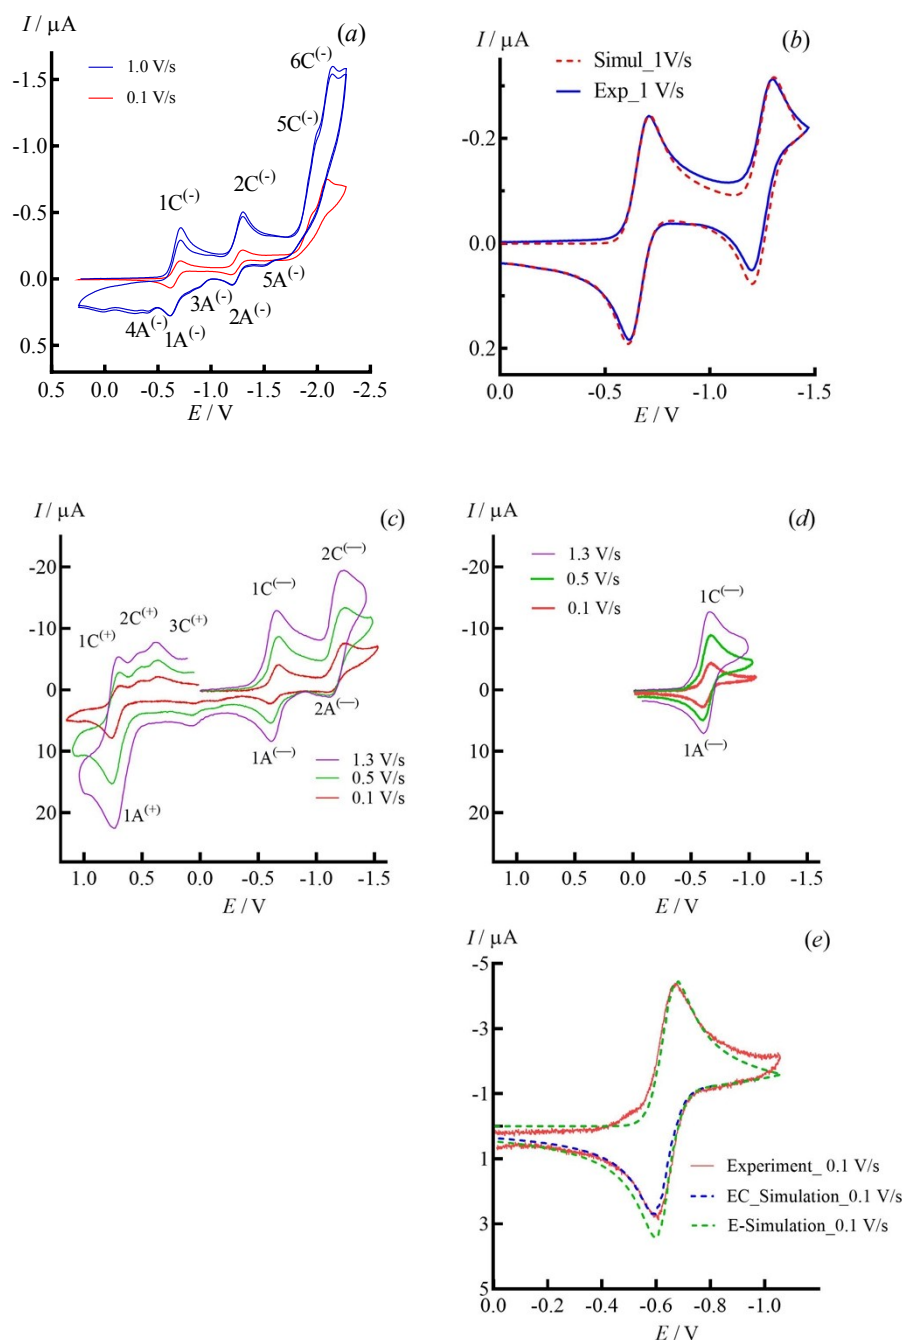 I / μA
(a)
1.0 V/s
0.1 V/s
6C(-)
5C(-)
2C(-)
1C(-)
5A(-)
3A(-)
4A(-)
1A(-)
2A(-)
-1.5
-1.0
-0.5
0.0
0.5
0.5 0.0 -0.5 -1.0 -1.5 -2.0 -2.5
E / V
I / μA
(b)
Simul_1V/s
Exp_1 V/s
-0.2
0.0
0.2
0.0 -0.5 -1.0 -1.5
E / V
I / μA
(c)
2C(—)
1C(—)
2C(+)
1C(+)
3C(+)
2A(—)
1A(—)
1A(+)
1.3 V/s
0.5 V/s
0.1 V/s
-20
-10
0
10
20
1.0 0.5 0.0 -0.5 -1.0 -1.5
E / V
I / μA
(d)
1.3 V/s
0.5 V/s
0.1 V/s
1C(—)
1A(—)
-20
-10
0
10
20
1.0 0.5 0.0 -0.5 -1.0 -1.5
E / V
I / μA
(e)
-5
-3
-1
1
3
5
Experiment_ 0.1 V/s
EC_Simulation_0.1 V/s
E-Simulation_0.1 V/s
0.0 -0.2 -0.4 -0.6 -0.8 -1.0
E / V